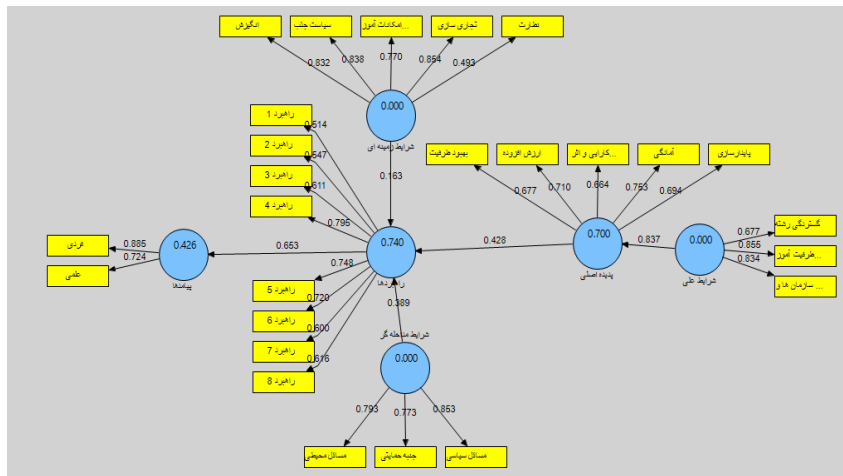 انگیزش
سیاست جذب
امکانات آموز...
تجاری سازی
نظارت
0.832
0.838
0.770
0.854
0.493
0.000
شرایط زمینه ای
0.163
راهبرد 1
0.514
راهبرد 2
0.547
راهبرد 3
0.611
راهبرد 4
0.795
بهبود ظرفیت
ارزش افزوده
کارایی و اثر...
آمادگی
پایدارسازی
0.677
0.710
0.664
0.753
0.694
فردی
علمی
0.885
0.724
0.426
پیامدها
0.653
0.740
راهبردها
0.428
0.700
پدیده اصلی
0.837
0.000
شرایط علی
0.677
0.855
0.834
گستردگی رشته
ظرفیت آموز...
سازمان ها و ...
راهبرد 5
0.748
راهبرد 6
0.720
راهبرد 7
0.600
راهبرد 8
0.616
0.389
شرایط مداخله گر
0.000
0.793
0.773
0.853
مسائل محیطی
جنبه حمایتی
مسائل سیاسی